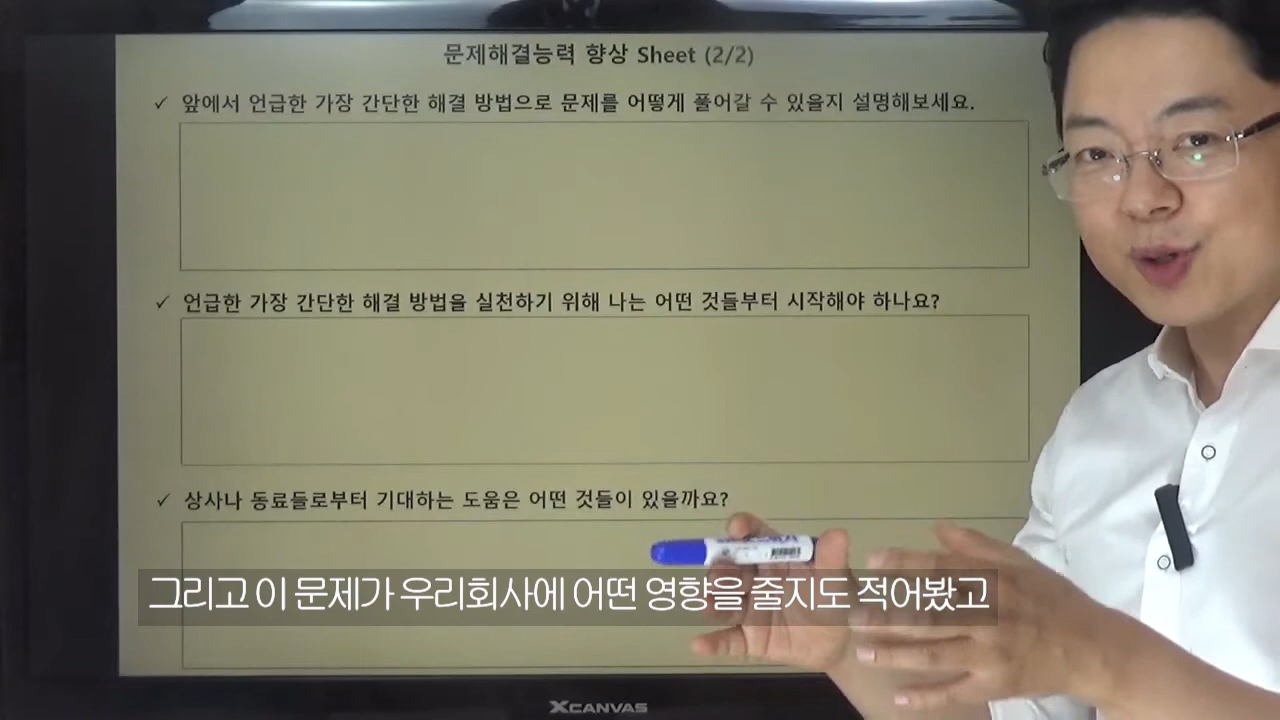 문제해결능력 향상 Sheet (2/2)
✓ 앞에서 언급한 가장 간단한 해결 방법으로 문제를 어떻게 풀어갈 수 있을지 설명해보세요.
✓ 언급한 가장 간단한 해결 방법을 실천하기 위해 나는 어떤 것들부터 시작해야 하나요?
✓ 상사나 동료들로부터 기대하는 도움은 어떤 것들이 있을까요?
그리고 이 문제가 우리회사에 어떤 영향을 줄지도 적어봤고
XCANVAS